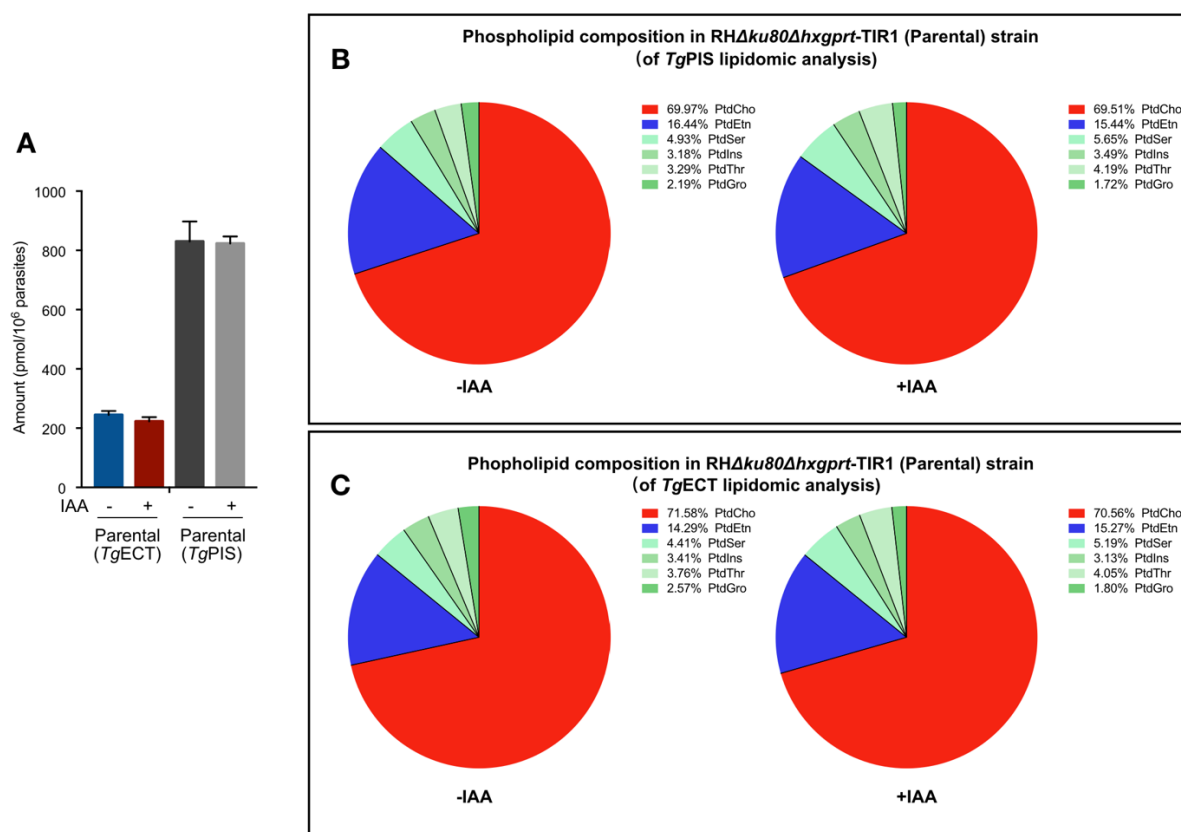 A
1000
800
600
400
200
0
Amount (pmol/10⁶ parasites)
IAA - + - +
Parental Parental
(TgECT) (TgPIS)
B
Phospholipid composition in RHΔku80Δhxgprt-TIR1 (Parental) strain
(of TgPIS lipidomic analysis)
69.97% PtdCho
16.44% PtdEtn
4.93% PtdSer
3.18% PtdIns
3.29% PtdThr
2.19% PtdGro
-IAA
69.51% PtdCho
15.44% PtdEtn
5.65% PtdSer
3.49% PtdIns
4.19% PtdThr
1.72% PtdGro
+IAA
C
Phopholipid composition in RHΔku80Δhxgprt-TIR1 (Parental) strain
(of TgECT lipidomic analysis)
71.58% PtdCho
14.29% PtdEtn
4.41% PtdSer
3.41% PtdIns
3.76% PtdThr
2.57% PtdGro
-IAA
70.56% PtdCho
15.27% PtdEtn
5.19% PtdSer
3.13% PtdIns
4.05% PtdThr
1.80% PtdGro
+IAA